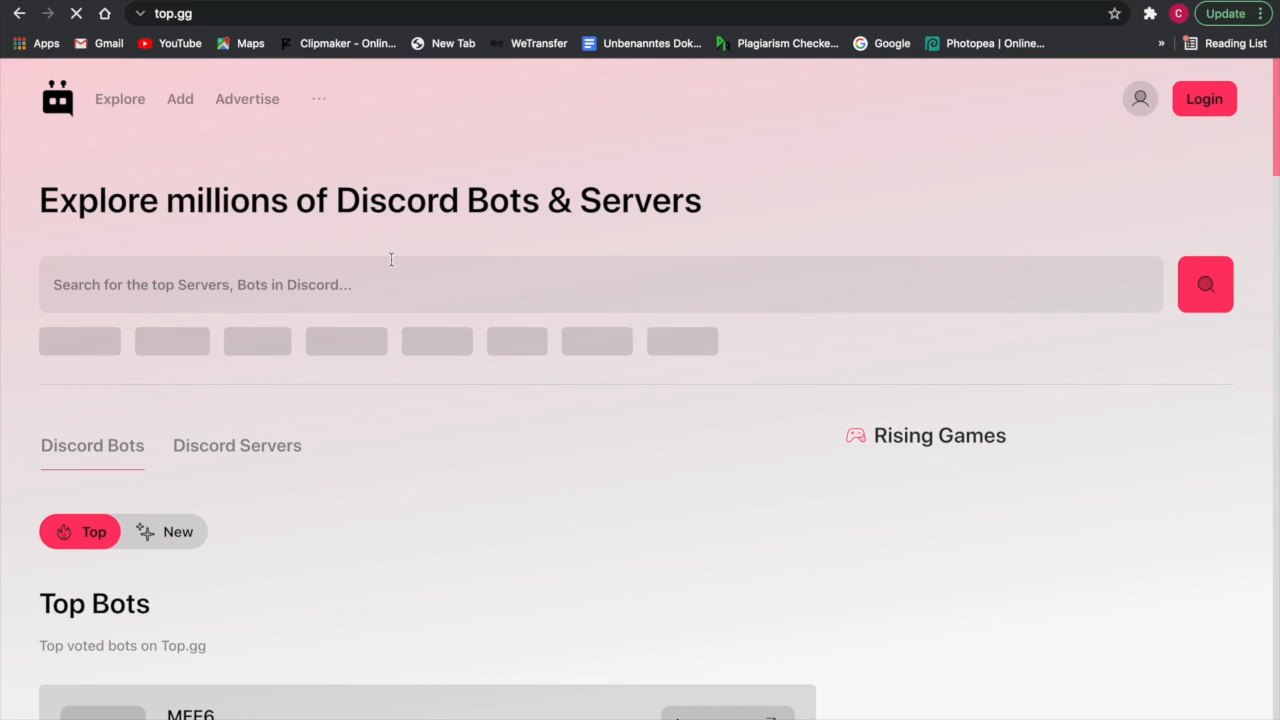 top.gg
C
Update
Apps
Gmail
YouTube
Maps
Clipmaker - Onlin...
New Tab
WeTransfer
Unbenanntes Dok...
Plagiarism Checke...
Google
Photopea | Online...
»
Reading List
Explore
Add
Advertise
...
Login
Explore millions of Discord Bots & Servers
Search for the top Servers, Bots in Discord...
Discord Bots
Discord Servers
Rising Games
Top
New
Top Bots
Top voted bots on Top.gg
MEE6